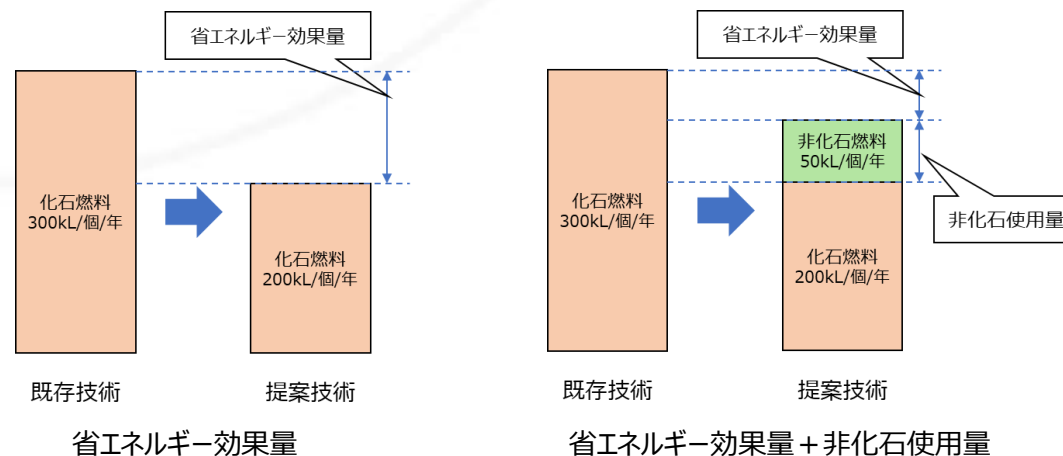 省エネルギー効果量
化石燃料
300kL/個/年
化石燃料
200kL/個/年
既存技術
提案技術
省エネルギー効果量
省エネルギー効果量
化石燃料
300kL/個/年
非化石燃料
50kL/個/年
非化石使用量
化石燃料
200kL/個/年
既存技術
提案技術
省エネルギー効果量+非化石使用量